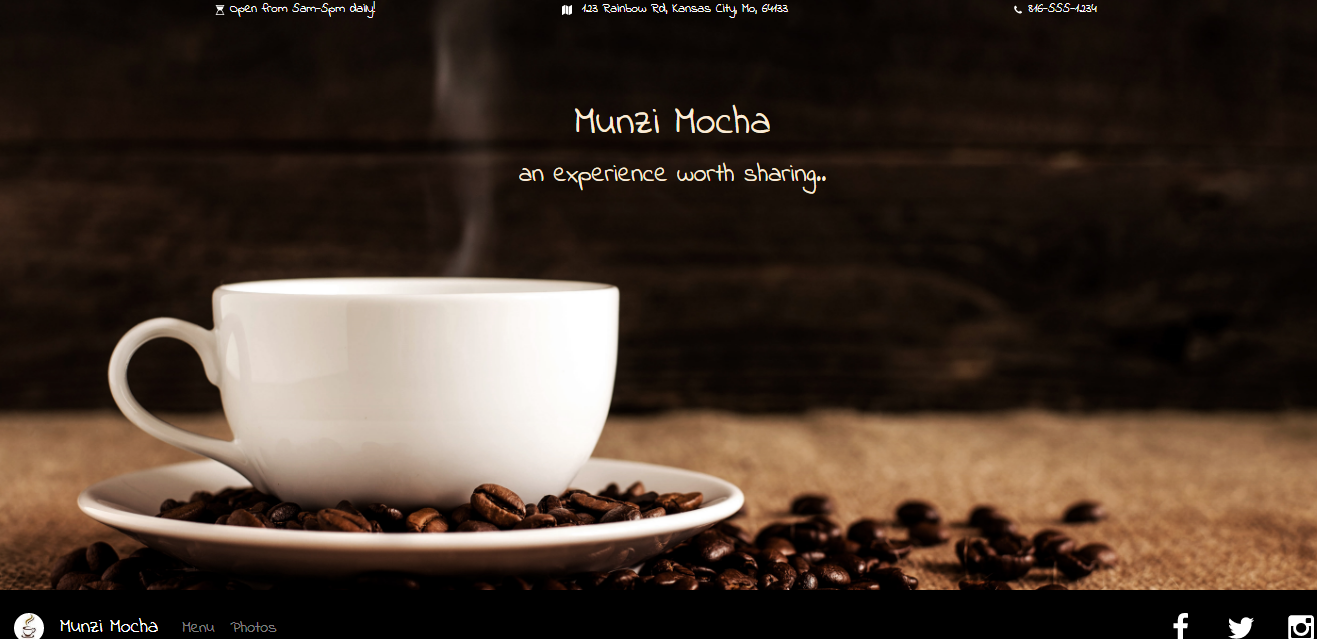 Open from 5am-5pm daily!
123 Rainbow Rd, Kansas City, Mo, 64133
816-555-1234
Munzi Mocha
an experience worth sharing..
Munzi Mocha Menu Photos